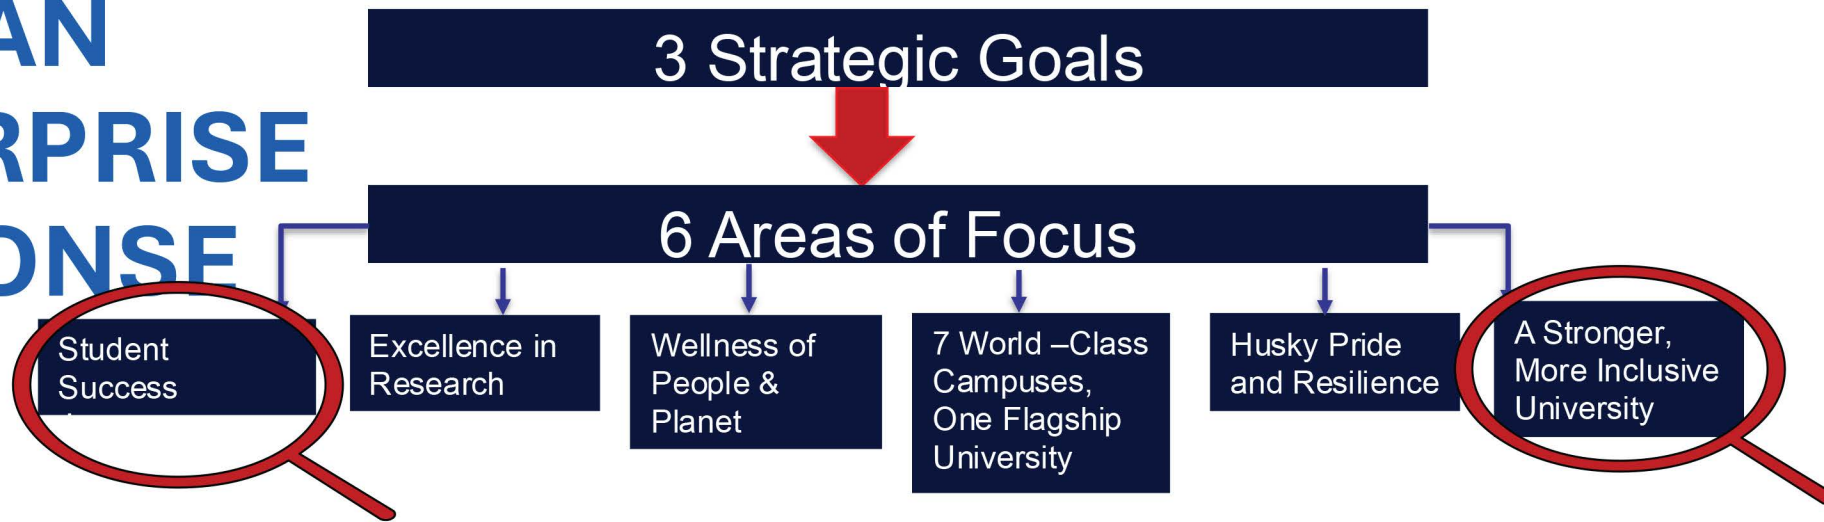 AN
RPRISE
ONSE
3 Strategic Goals
6 Areas of Focus
Student
Success
Excellence in
Research
Wellness of
People &
Planet
7 World –Class
Campuses,
One Flagship
University
Husky Pride
and Resilience
A Stronger,
More Inclusive
University